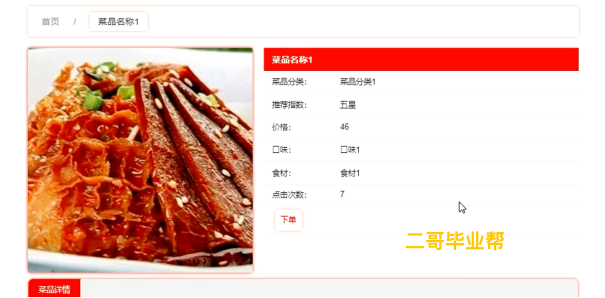 首页 / 菜品名称1
菜品名称1
菜品分类: 菜品分类1
推荐指数: 五星
价格: 46
口味: 口味1
食材: 食材1
点击次数: 7
下单
二哥毕业帮
菜品详情